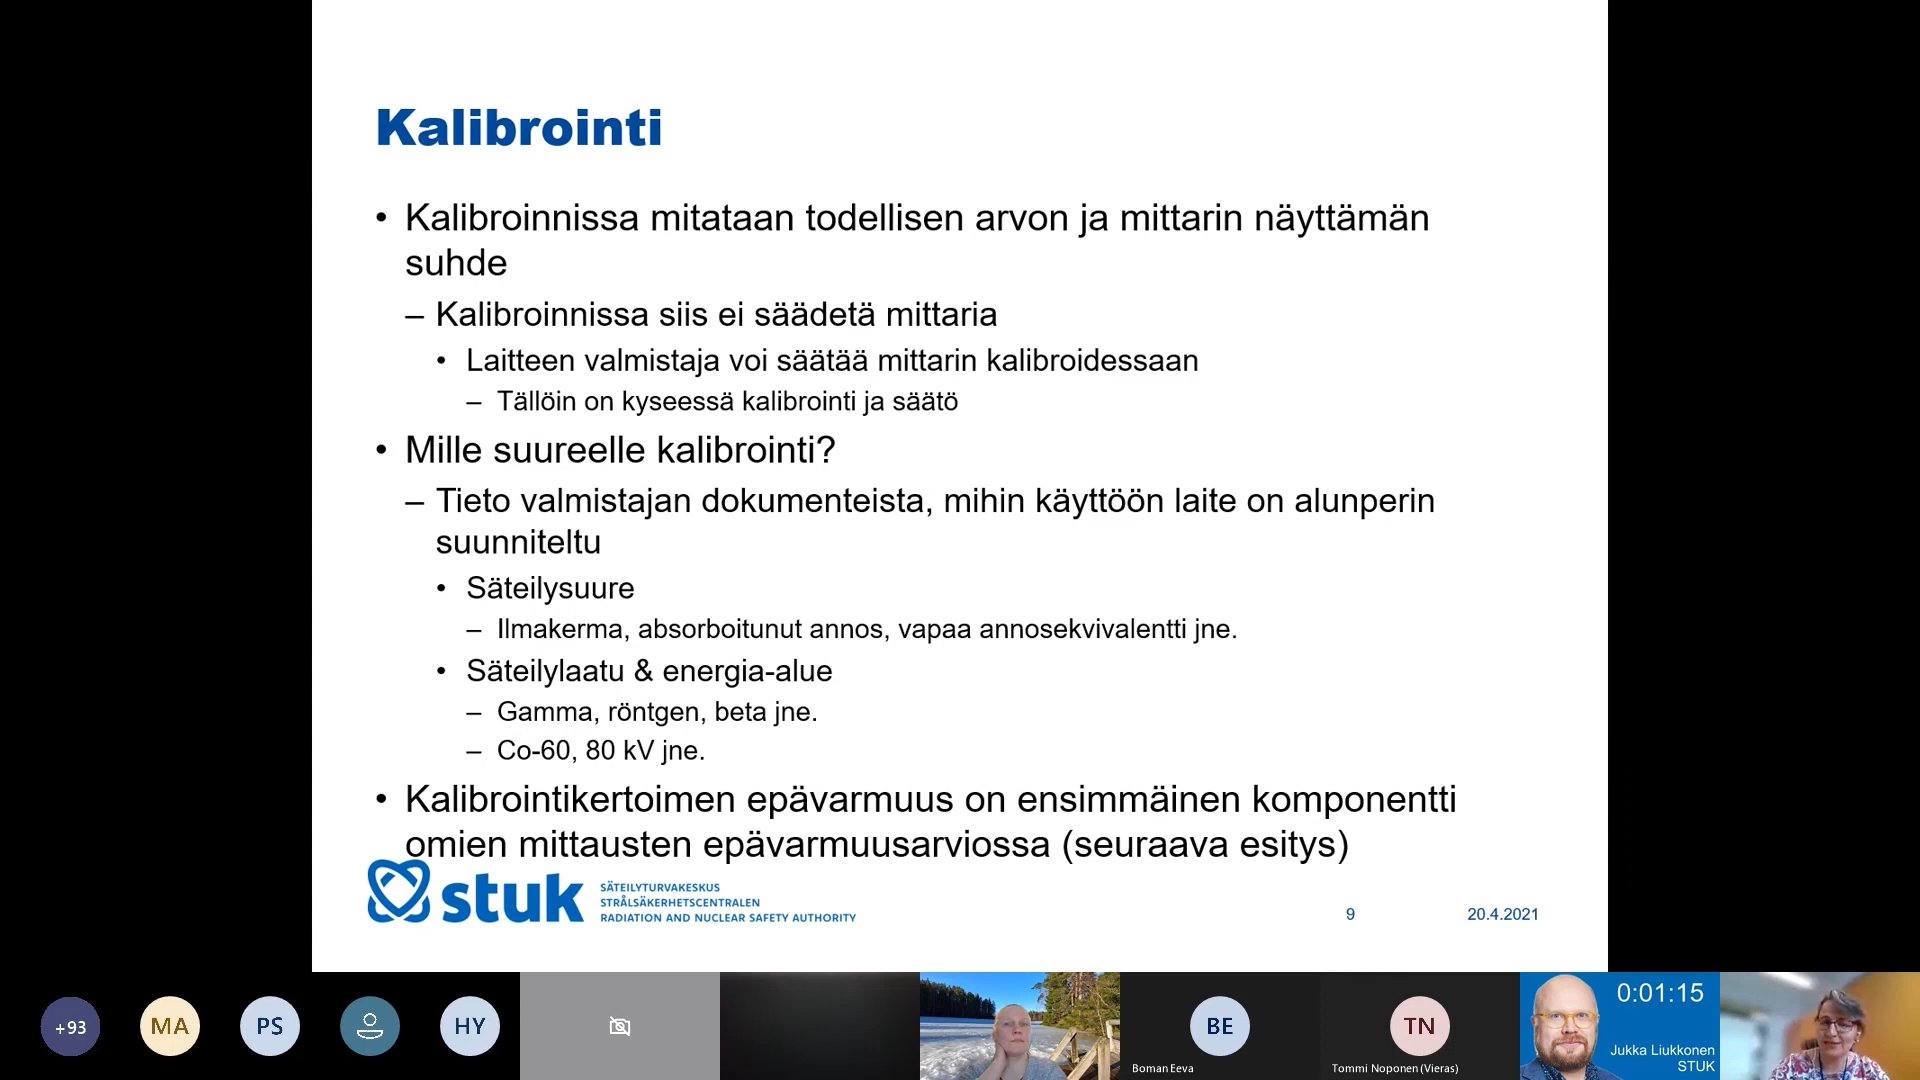 Kalibrointi
• Kalibroinnissa mitataan todellisen arvon ja mittarin näyttämän
suhde
– Kalibroinnissa siis ei säädetä mittaria
• Laitteen valmistaja voi säätää mittarin kalibroidessaan
– Tällöin on kyseessä kalibrointi ja säätö
• Mille suureelle kalibrointi?
– Tieto valmistajan dokumenteista, mihin käyttöön laite on alunperin
suunniteltu
• Säteilysuure
– Ilmakerma, absorboitunut annos, vapaa annosekvivalentti jne.
• Säteilylaatu & energia-alue
– Gamma, röntgen, beta jne.
– Co-60, 80 kV jne.
• Kalibrointikertoimen epävarmuus on ensimmäinen komponentti
omien mittausten epävarmuusarviossa (seuraava esitys)
stuk
SÄTEILYTURVAKESKUS
STRÅLSÄKERHETSCENTRALEN
RADIATION AND NUCLEAR SAFETY AUTHORITY
9
20.4.2021
+93
MA
PS
HY
BE
Boman Eeva
TN
Tommi Noponen (Vieras)
0:01:15
Jukka Liukkonen
STUK